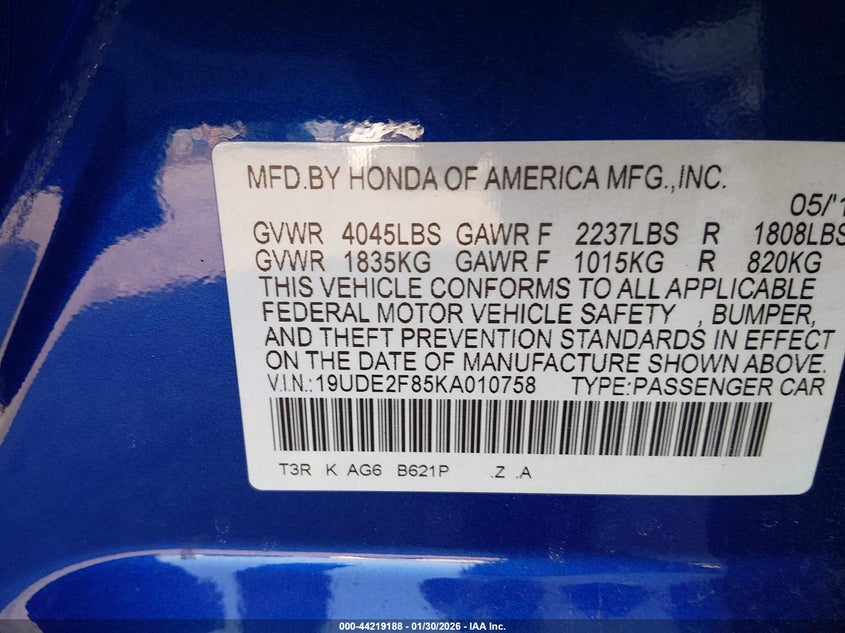 MFD.BY HONDA OF AMERICA MFG.,INC.
05/'1
GVWR 4045LBS GAWR F 2237LBS R 1808LBS
GVWR 1835KG GAWR F 1015KG R 820KG
THIS VEHICLE CONFORMS TO ALL APPLICABLE
FEDERAL MOTOR VEHICLE SAFETY , BUMPER,
AND THEFT PREVENTION STANDARDS IN EFFECT
ON THE DATE OF MANUFACTURE SHOWN ABOVE.
V.I.N.:19UDE2F85KA010758 TYPE:PASSENGER CAR
T3R K AG6 B621P .Z .A
000-44219188 - 01/30/2026 - IAA Inc.